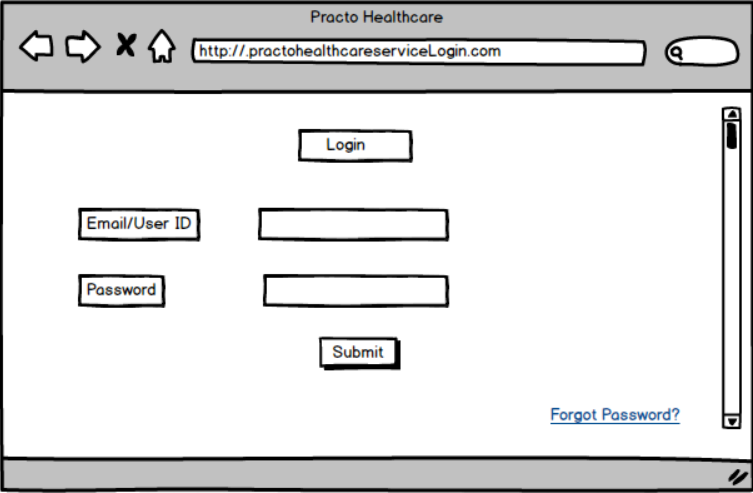 Practo Healthcare
http://.practohealthcareserviceLogin.com
Login
Email/User ID
Password
Submit
Forgot Password?